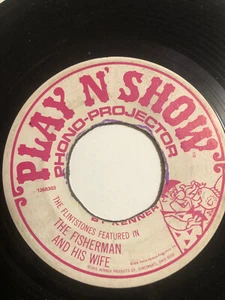 PLAY N' SHOW
PHONO-PROJECTOR
BY KENNER
THE FLINTSTONES FEATURED IN
THE FISHERMAN
AND HIS WIFE